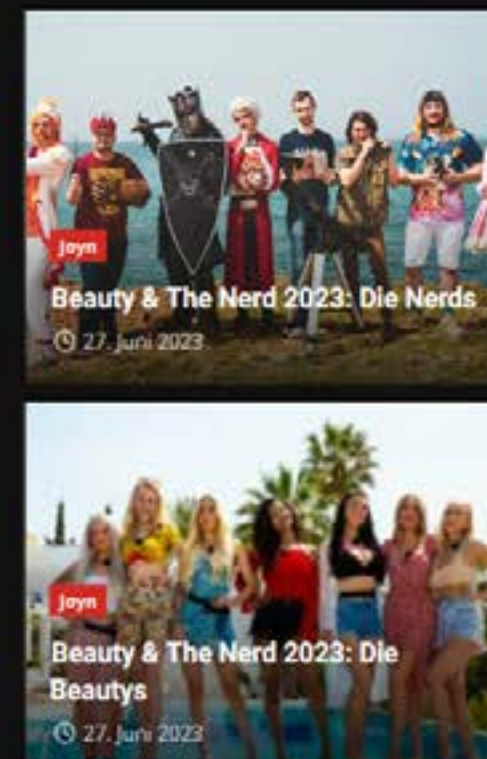 Joyn
Beauty & The Nerd 2023: Die Nerds
27. Juni 2023
Joyn
Beauty & The Nerd 2023: Die
Beautys
27. Juni 2023